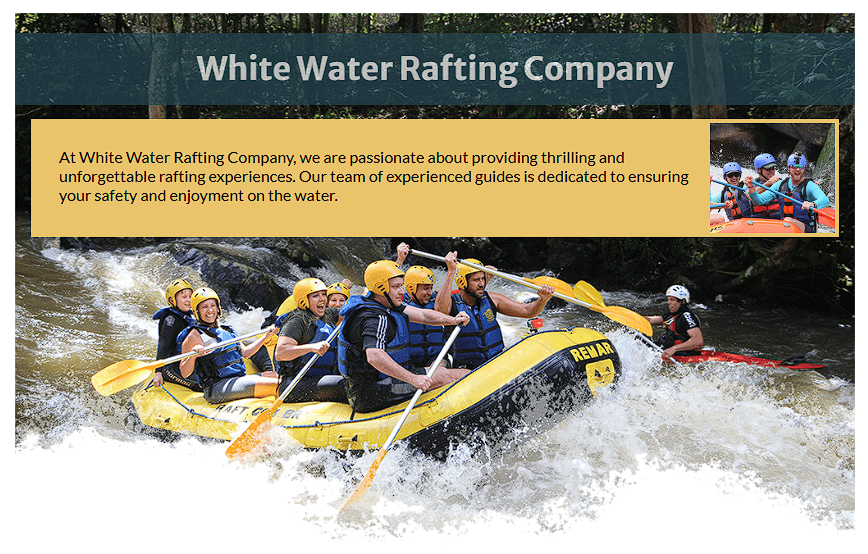 White Water Rafting Company
At White Water Rafting Company, we are passionate about providing thrilling and
unforgettable rafting experiences. Our team of experienced guides is dedicated to ensuring
your safety and enjoyment on the water.
REMAR
RAFT